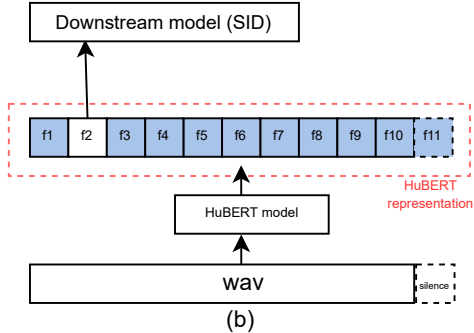 Downstream model (SID)
f1 f2 f3 f4 f5 f6 f7 f8 f9 f10 f11
HuBERT
representation
HuBERT model
wav silence
(b)